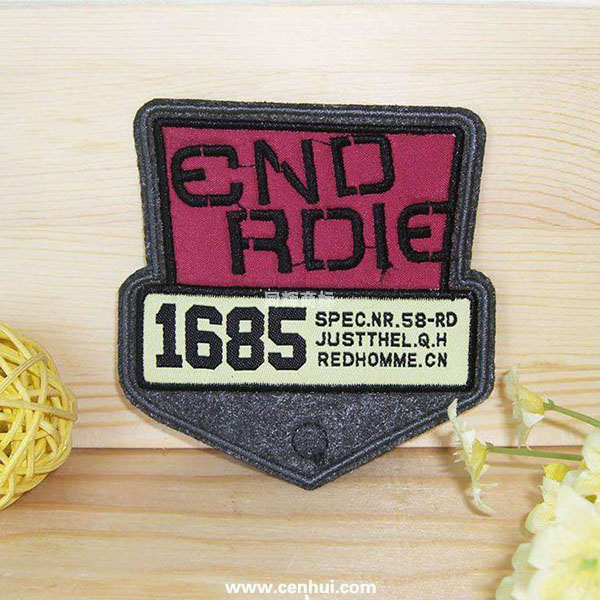 END
RDIE
1685
SPEC.NR.58-RD
JUSTTHEL.Q.H
REDHOMME.CN
www.cenhui.com